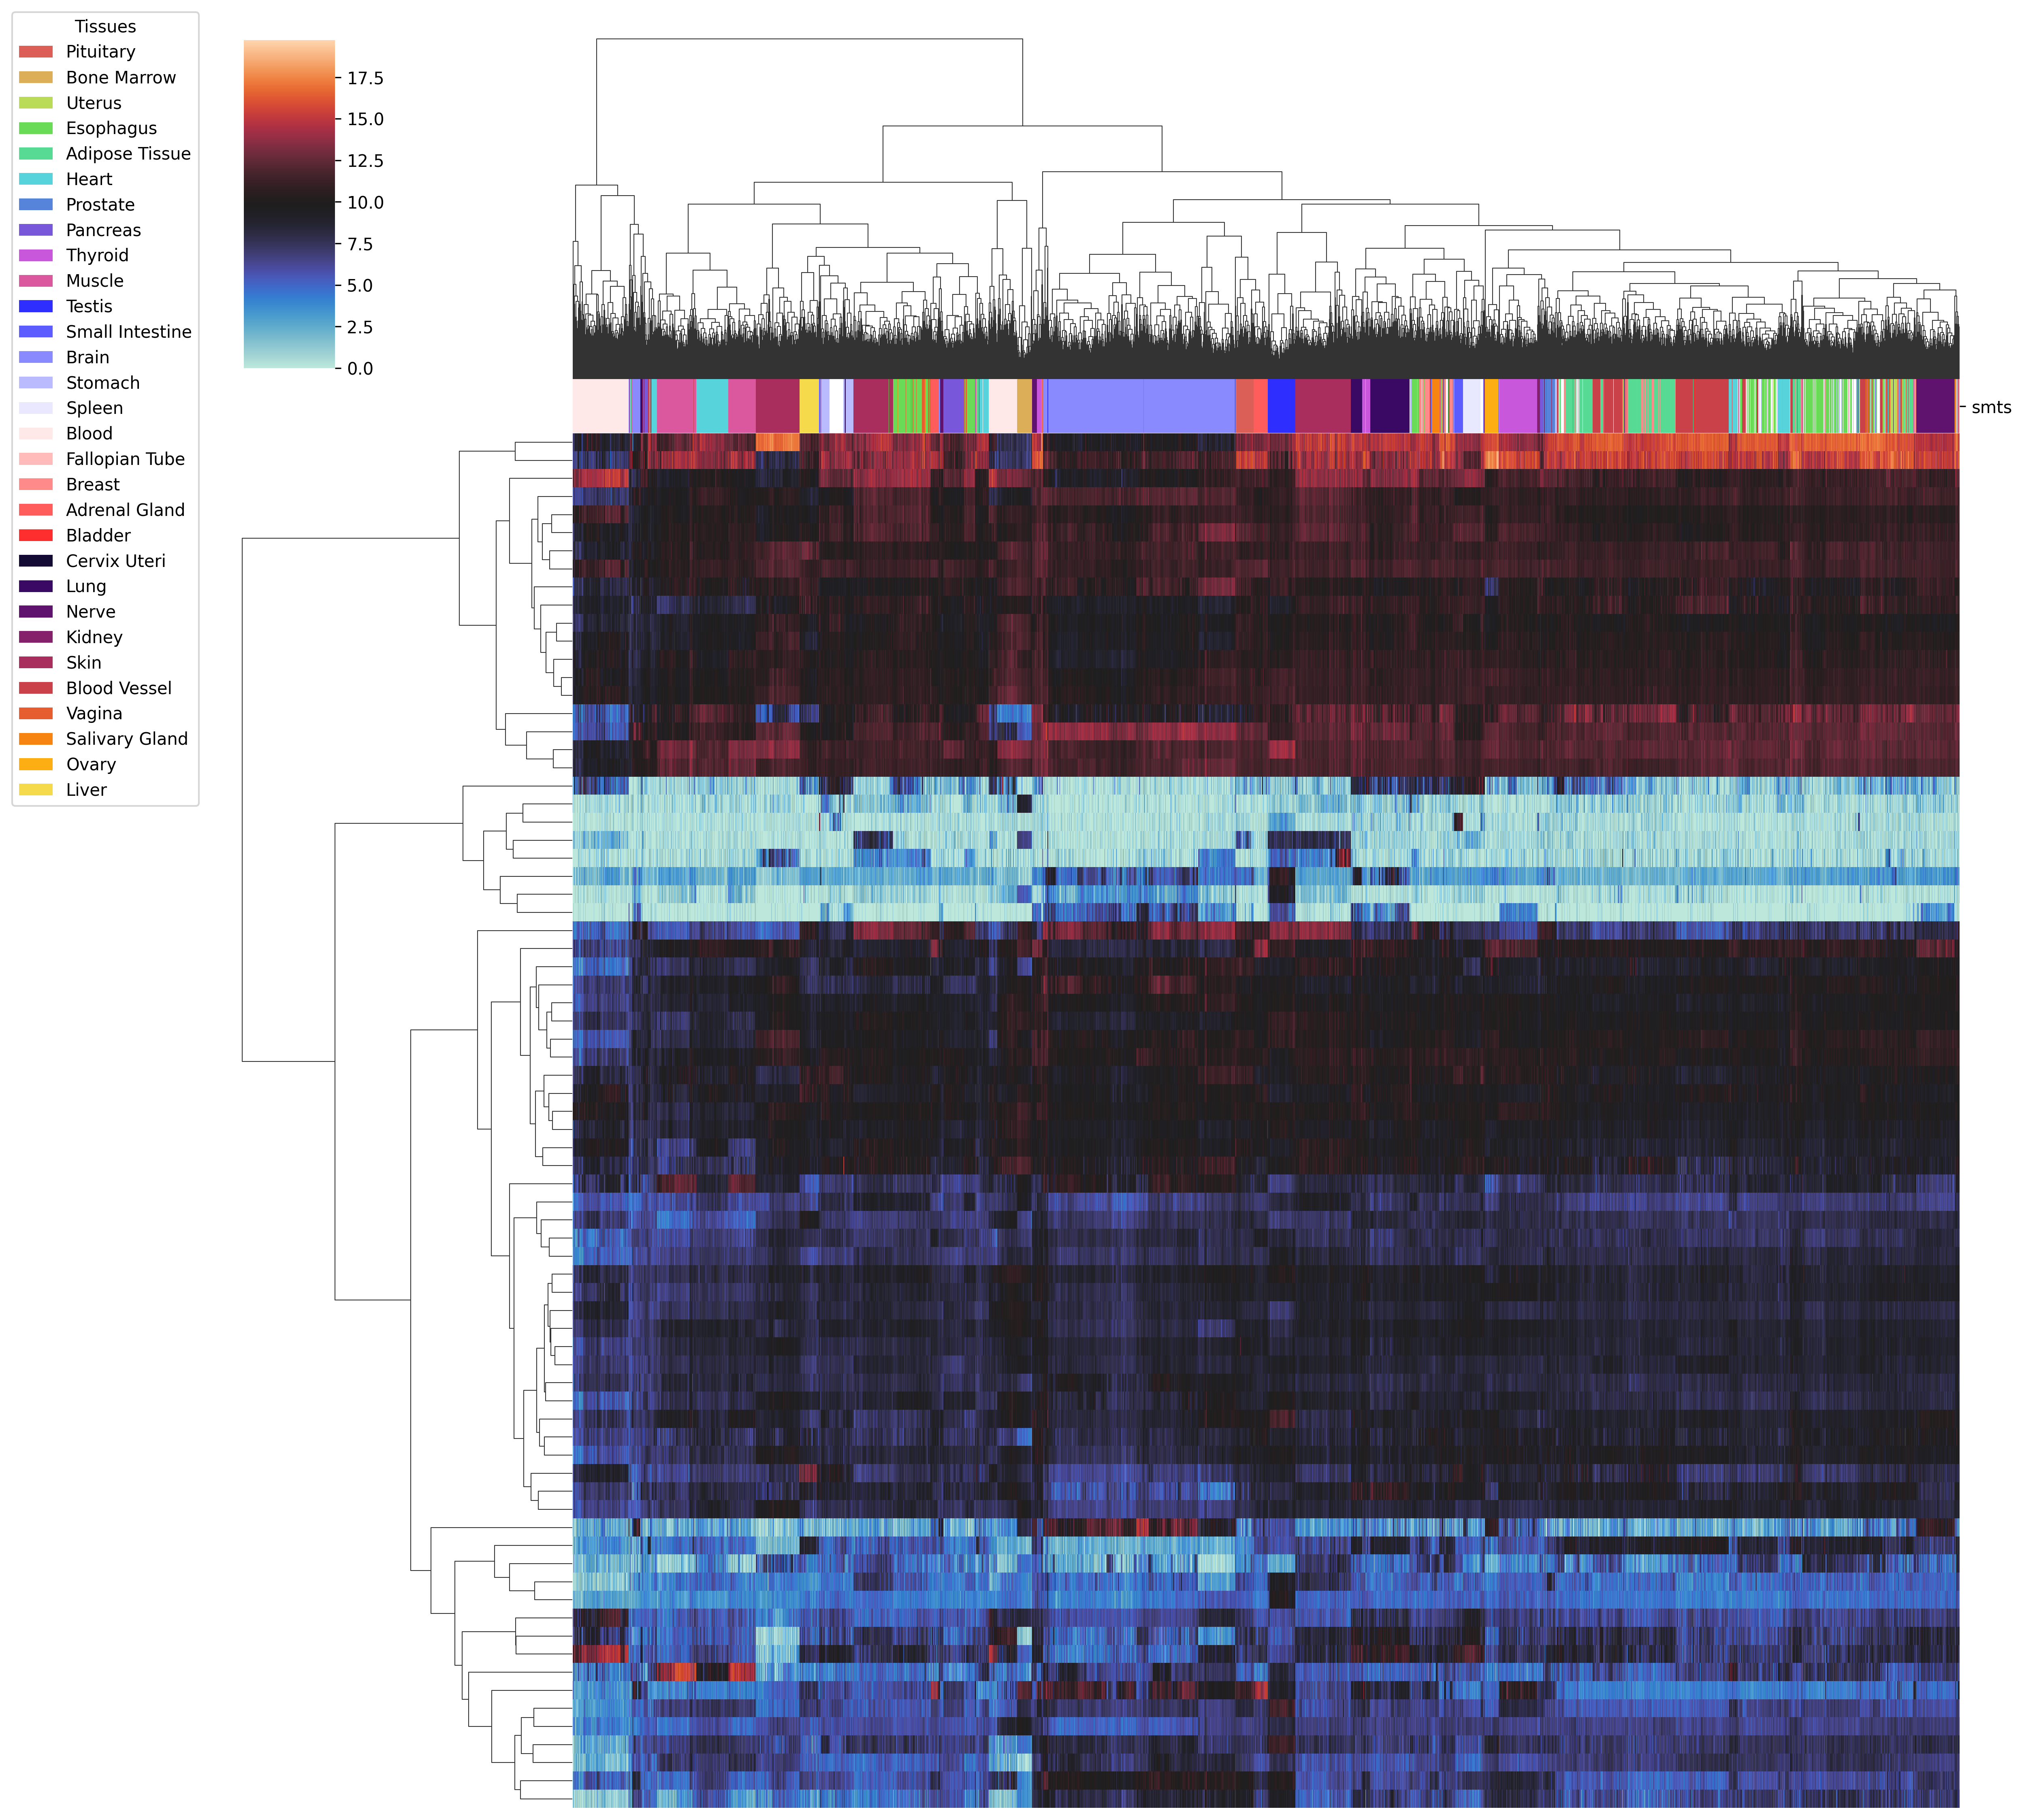 Tissues
Pituitary
Bone Marrow
Uterus
Esophagus
Adipose Tissue
Heart
Prostate
Pancreas
Thyroid
Muscle
Testis
Small Intestine
Brain
Stomach
Spleen
Blood
Fallopian Tube
Breast
Adrenal Gland
Bladder
Cervix Uteri
Lung
Nerve
Kidney
Skin
Blood Vessel
Vagina
Salivary Gland
Ovary
Liver
17.5
15.0
12.5
10.0
7.5
5.0
2.5
0.0
smts